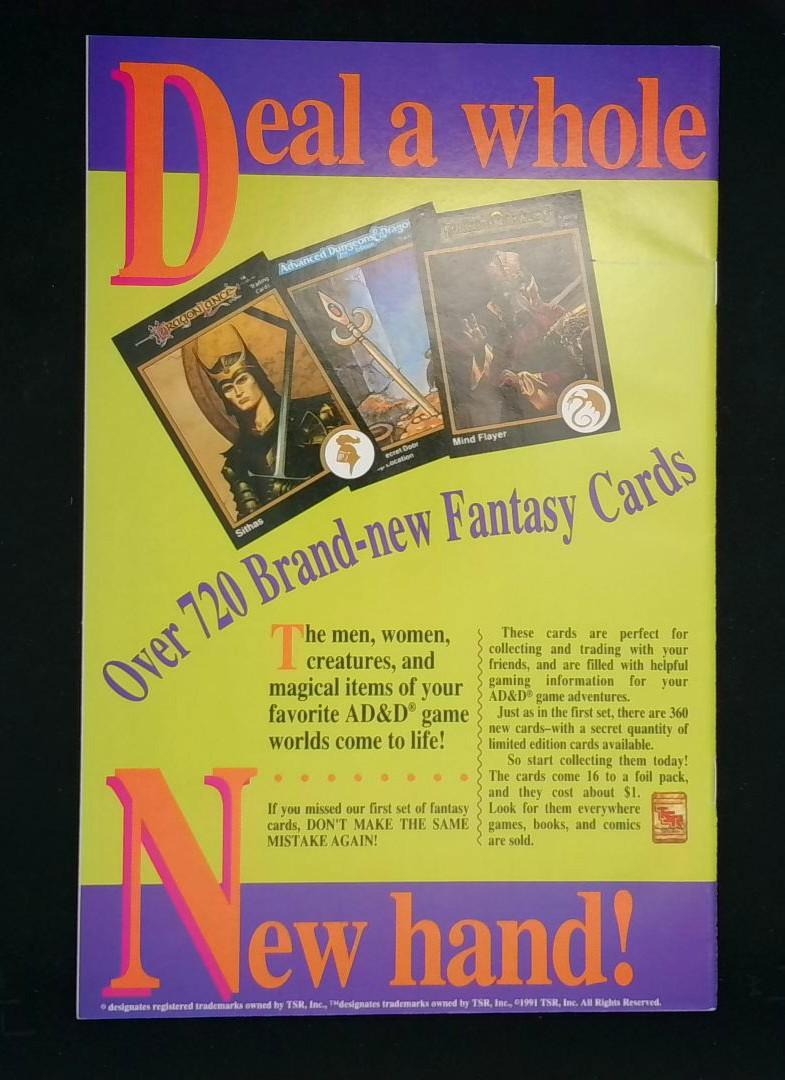 Deal a whole
DRAGONLANCE™
Trading
Cards
Advanced Dungeons & Drago
2nd Edition
Sithas
ecret Door
Location
Mind Flayer
Over 720 Brand-new Fantasy Cards
The men, women,
creatures, and
magical items of your
favorite AD&D® game
worlds come to life!
If you missed our first set of fantasy
cards, DON'T MAKE THE SAME
MISTAKE AGAIN!
These cards are perfect for
collecting and trading with your
friends, and are filled with helpful
gaming information for your
AD&D® game adventures.
Just as in the first set, there are 360
new cards–with a secret quantity of
limited edition cards available.
So start collecting them today!
The cards come 16 to a foil pack,
and they cost about $1.
Look for them everywhere
games, books, and comics
are sold.
TSR
New hand!
® designates registered trademarks owned by TSR, Inc., ™designates trademarks owned by TSR, Inc., ©1991 TSR, Inc. All Rights Reserved.